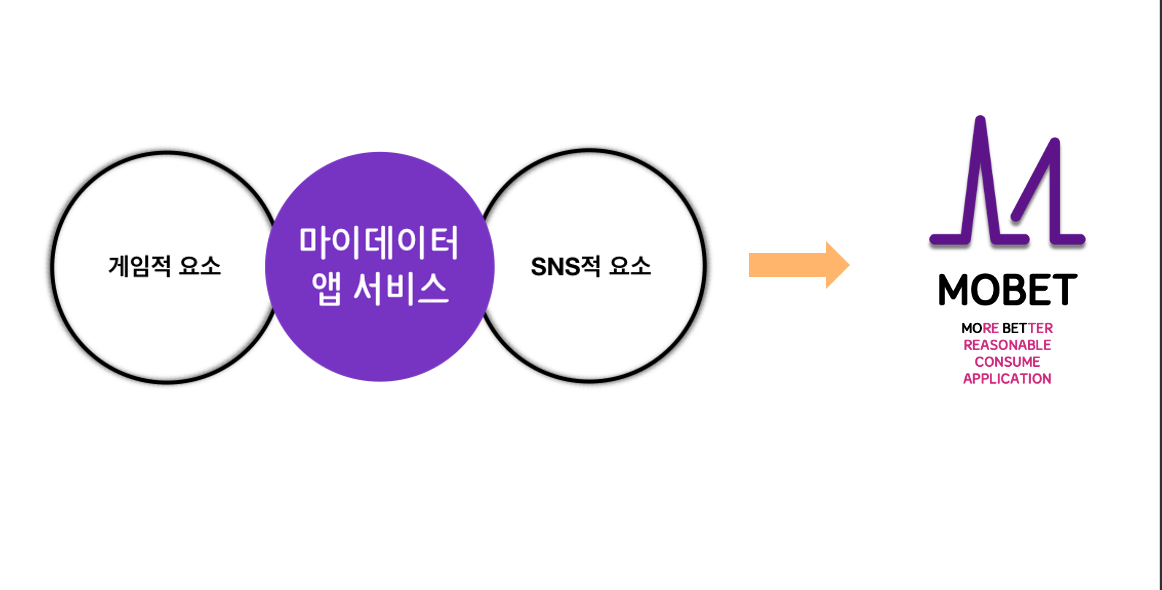 게임적 요소
마이데이터
앱 서비스
SNS적 요소
MOBET
MORE BETTER
REASONABLE
CONSUME
APPLICATION